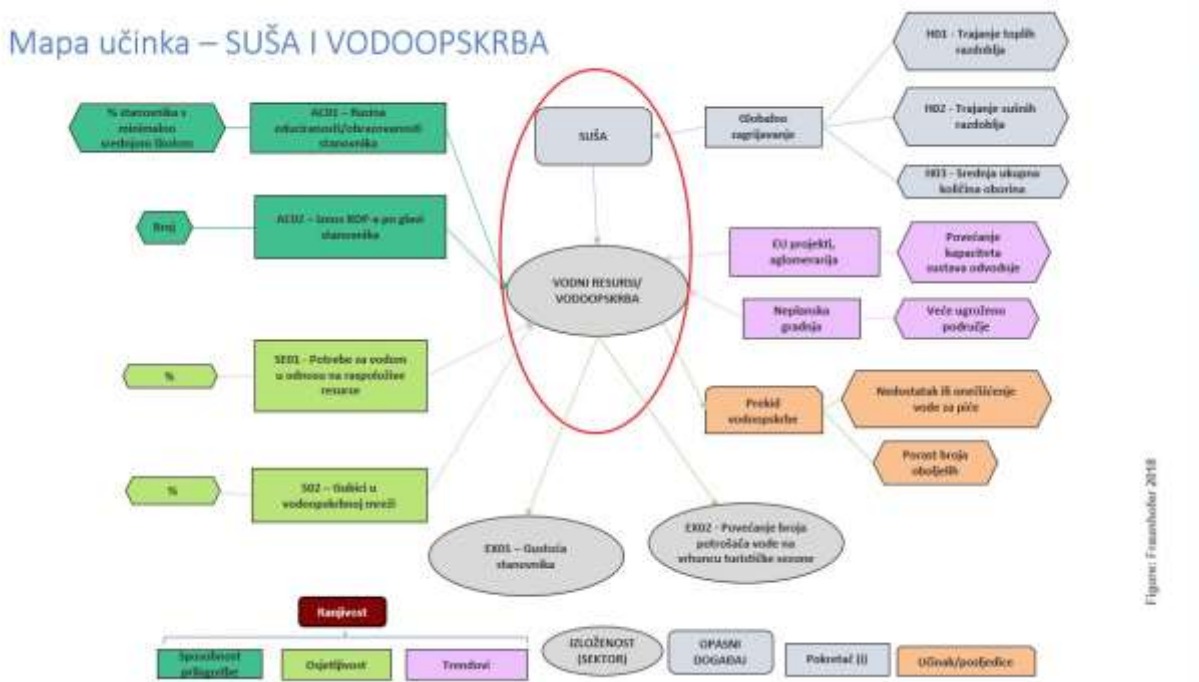 Mapa učinka – SUŠA I VODOOPSKRBA
H01 - Trajanje toplih
razdoblja
% stanovnika s
minimalno
srednjom školom
AC01 – Razina
educiranosti/obrazovanosti
stanovnika
SUŠA
Globalno
zagrijavanje
H02 - Trajanje sušnih
razdoblja
H03 - Srednja ukupna
količina oborina
Broj
AC02 – Iznos BDP-a po glavi
stanovnika
EU projekti,
aglomerarija
Povećanje
kapaciteta
sustava odvodnje
VODNI RESURSI/
VODOOPSKRBA
Neplanska
gradnja
Veće ugroženo
područje
%
SE01 - Potrebe za vodom
u odnosu na raspoložive
resurse
Prekid
vodoopskrbe
Nedostatak ili onečišćenje
vode za piće
Porast broja
oboljelih
%
S02 – Gubici u
vodoopskrbnoj mreži
EX01 – Gustoća
stanovnika
EX02 - Povećanje broja
potrošača vode na
vrhuncu turističke sezone
Figure: Fraunhofer 2018
Ranjivost
Sposobnost
prilagodbe
Osjetljivost
Trendovi
IZLOŽENOST
(SEKTOR)
OPASNI
DOGAĐAJ
Pokretač (i)
Učinak/posljedice